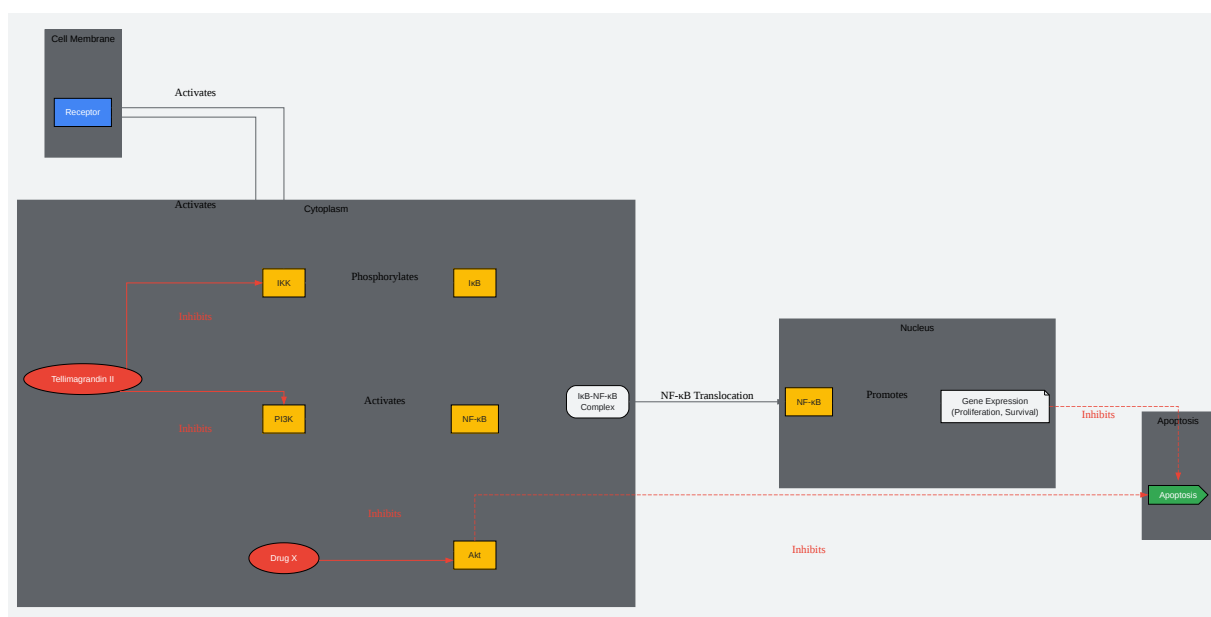 Cell Membrane
Activates
Receptor
Activates
Cytoplasm
Phosphorylates
IKK
IκB
Inhibits
Nucleus
Tellimagrandin II
IκB-NF-κB
Complex
NF-κB Translocation
Promotes
NF-κB
Gene Expression
(Proliferation, Survival)
Activates
Inhibits
PI3K
NF-κB
Inhibits
Apoptosis
Apoptosis
Inhibits
Drug X
Akt
Inhibits